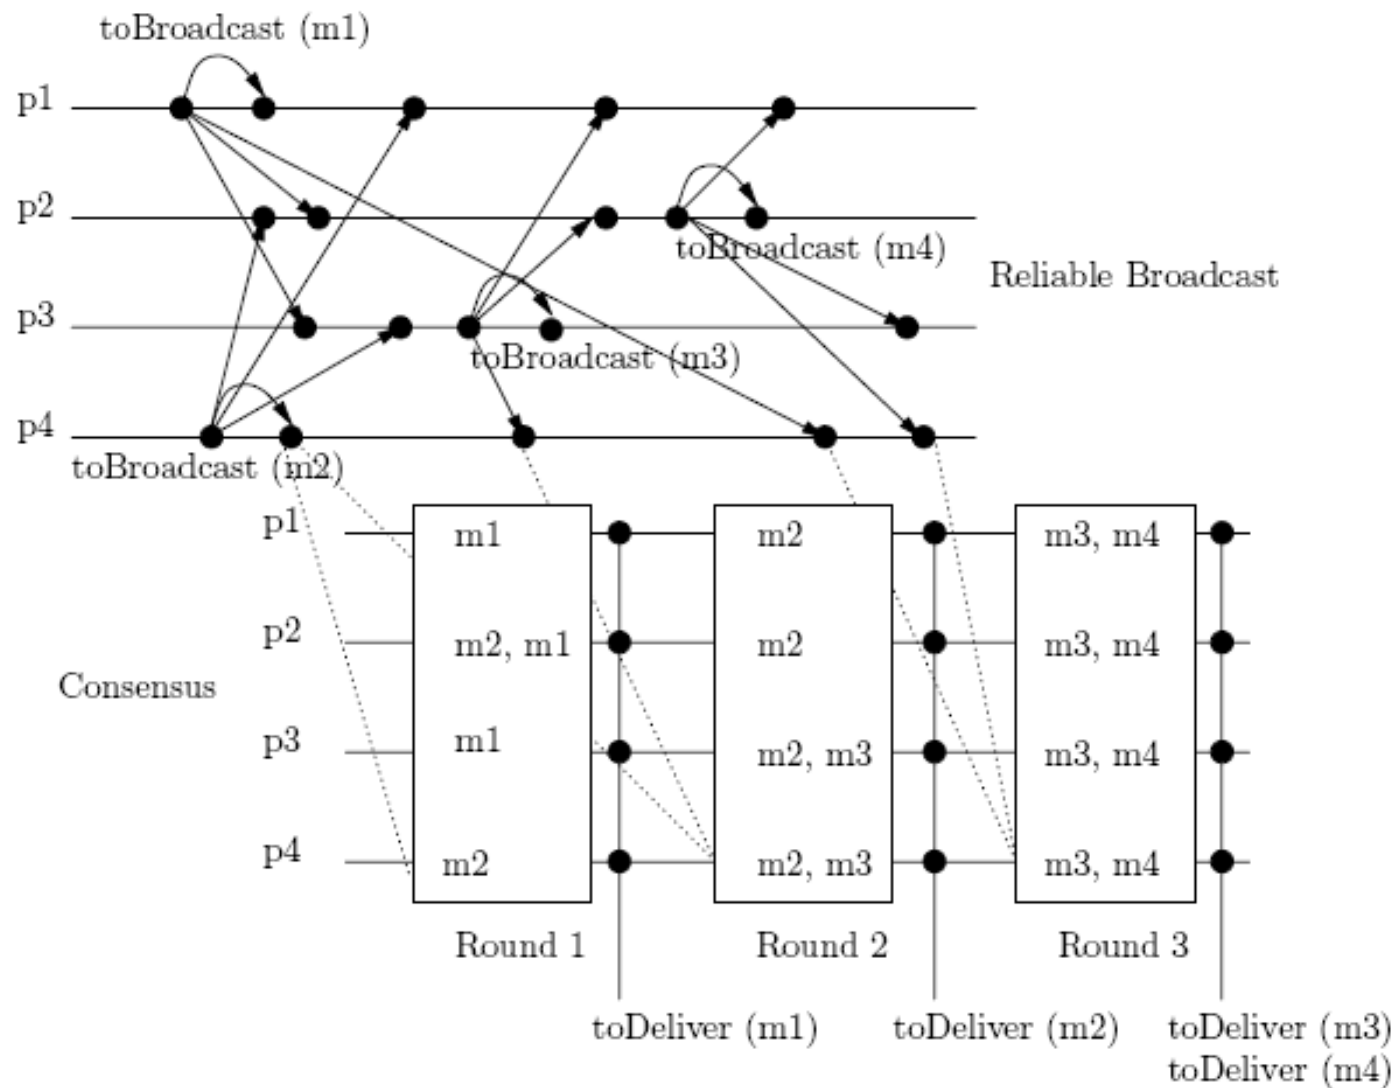 toBroadcast (m1)
p1
p2
toBroadcast (m4)
Reliable Broadcast
p3
toBroadcast (m3)
p4
toBroadcast (m2)
p1 m1 m2 m3, m4
p2 m2, m1 m2 m3, m4
Consensus
p3 m1 m2, m3 m3, m4
p4 m2 m2, m3 m3, m4
Round 1 Round 2 Round 3
toDeliver (m1) toDeliver (m2) toDeliver (m3)
toDeliver (m4)